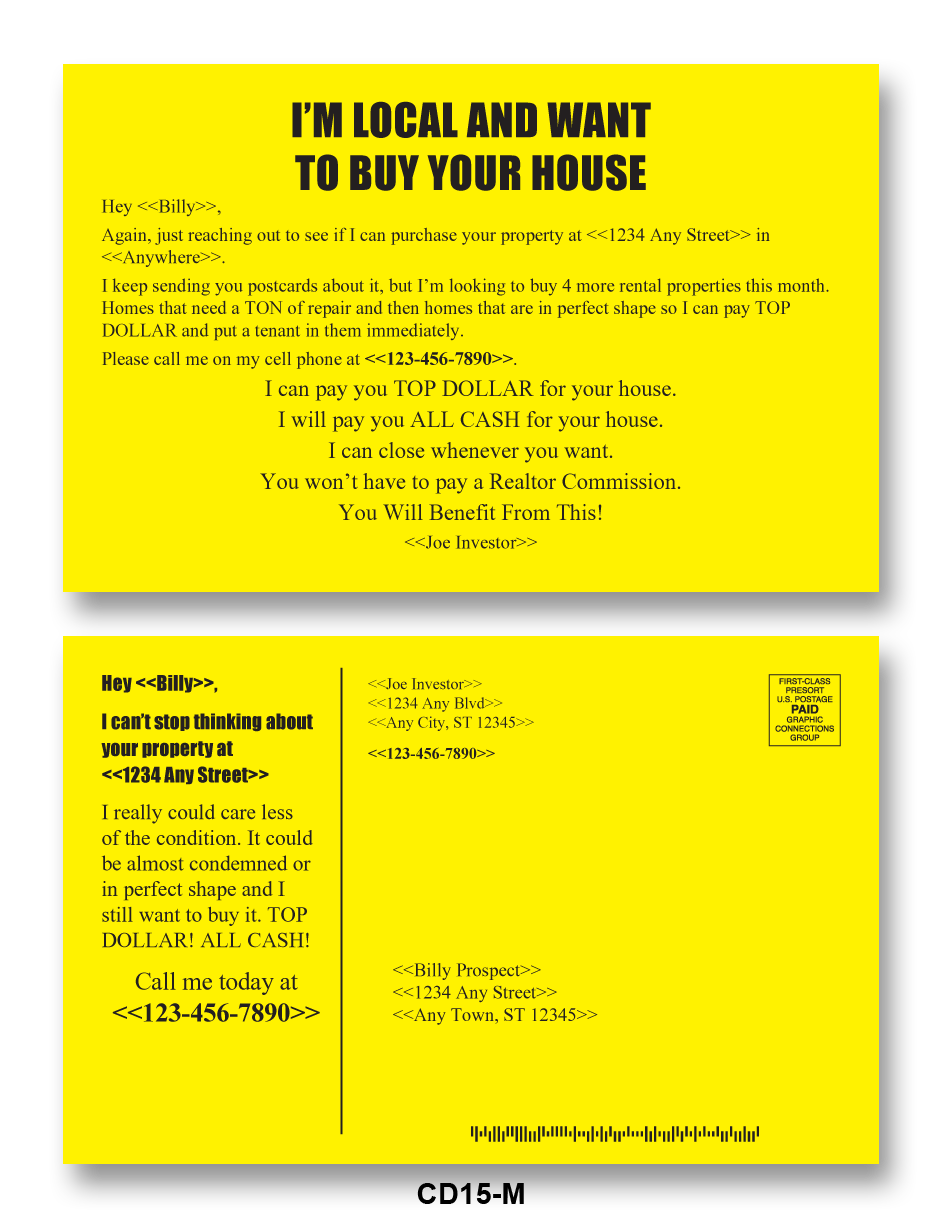 I'M LOCAL AND WANT
TO BUY YOUR HOUSE
Hey <<Billy>>,
Again, just reaching out to see if I can purchase your property at <<1234 Any Street>> in
<<Anywhere>>.
I keep sending you postcards about it, but I'm looking to buy 4 more rental properties this month.
Homes that need a TON of repair and then homes that are in perfect shape so I can pay TOP
DOLLAR and put a tenant in them immediately.
Please call me on my cell phone at <<123-456-7890>>.
I can pay you TOP DOLLAR for your house.
I will pay you ALL CASH for your house.
I can close whenever you want.
You won't have to pay a Realtor Commission.
You Will Benefit From This!
<<Joe Investor>>
Hey <<Billy>>,
I can't stop thinking about
your property at
<<1234 Any Street>>
I really could care less
of the condition. It could
be almost condemned or
in perfect shape and I
still want to buy it. TOP
DOLLAR! ALL CASH!
Call me today at
<<123-456-7890>>
<<Joe Investor>>
<<1234 Any Blvd>>
<<Any City, ST 12345>>
<<123-456-7890>>
FIRST-CLASS
PRESORT
U.S. POSTAGE
PAID
GRAPHIC
CONNECTIONS
GROUP
<<Billy Prospect>>
<<1234 Any Street>>
<<Any Town, ST 12345>>
CD15-M